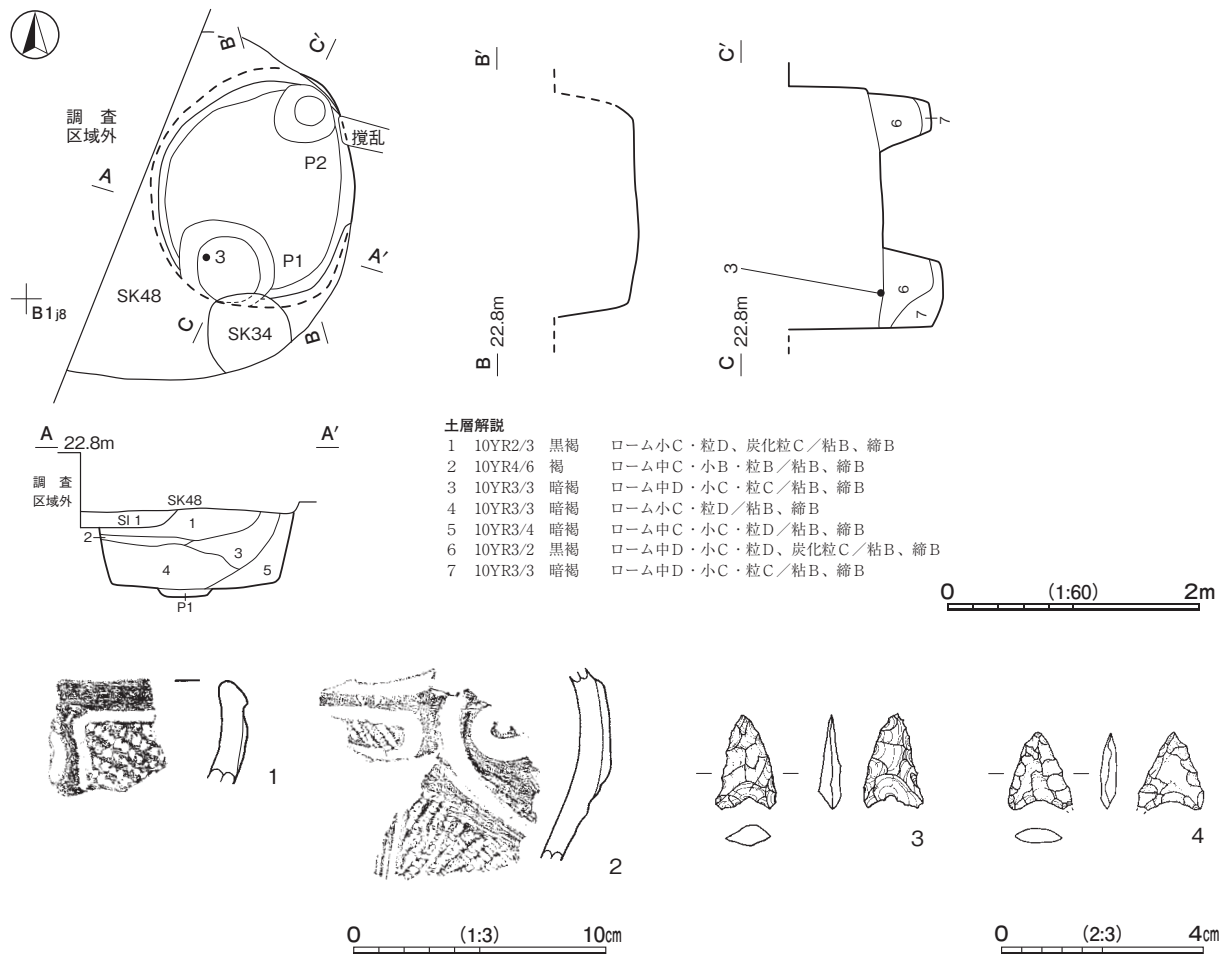 B′
C′
調 査
区域外
A
攪乱
P2
3
P1
A′
SK48
B1j8
C
SK34
B
B′
B 22.8m
C′
6
7
3
6
7
C 22.8m
A 22.8m A′
調 査
区域外
SK48
SI 1
1
2
3
4
5
P1
土層解説
1 10YR2/3 黒褐 ローム小C・粒D、炭化粒C／粘B、締B
2 10YR4/6 褐 ローム中C・小B・粒B／粘B、締B
3 10YR3/3 暗褐 ローム中D・小C・粒C／粘B、締B
4 10YR3/3 暗褐 ローム小C・粒D／粘B、締B
5 10YR3/4 暗褐 ローム中C・小C・粒D／粘B、締B
6 10YR3/2 黒褐 ローム中D・小C・粒D、炭化粒C／粘B、締B
7 10YR3/3 暗褐 ローム中D・小C・粒C／粘B、締B
0 (1:60) 2m
1
2
3
4
0 (1:3) 10cm
0 (2:3) 4cm